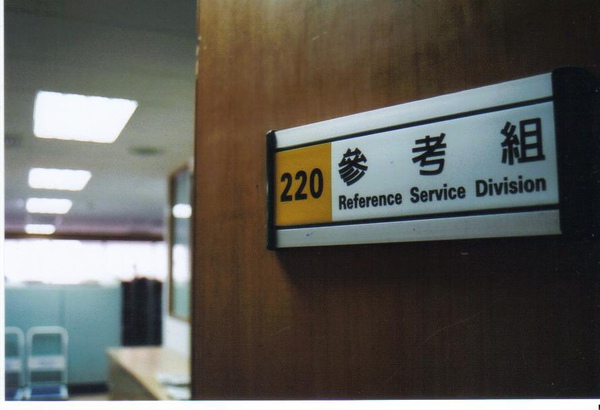 220
參考組
Reference Service Division